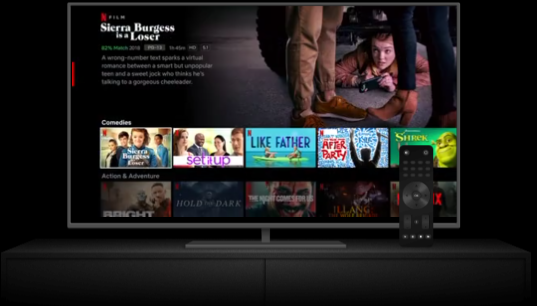 N FILM
Sierra Burgess
is a Loser
82% Match 2018 PG-13 1h 45m HD 5.1
A wrong-number text sparks a virtual
romance between a smart but unpopular
teen and a sweet jock who thinks he's
talking to a gorgeous cheerleader.
Comedies
Sierra Burgess is a Loser
set it up
LIKE FATHER
THE AFTER PARTY
SHREK
Action & Adventure
BRIGHT
HOLD THE DARK
THE NIGHT COMES FOR US